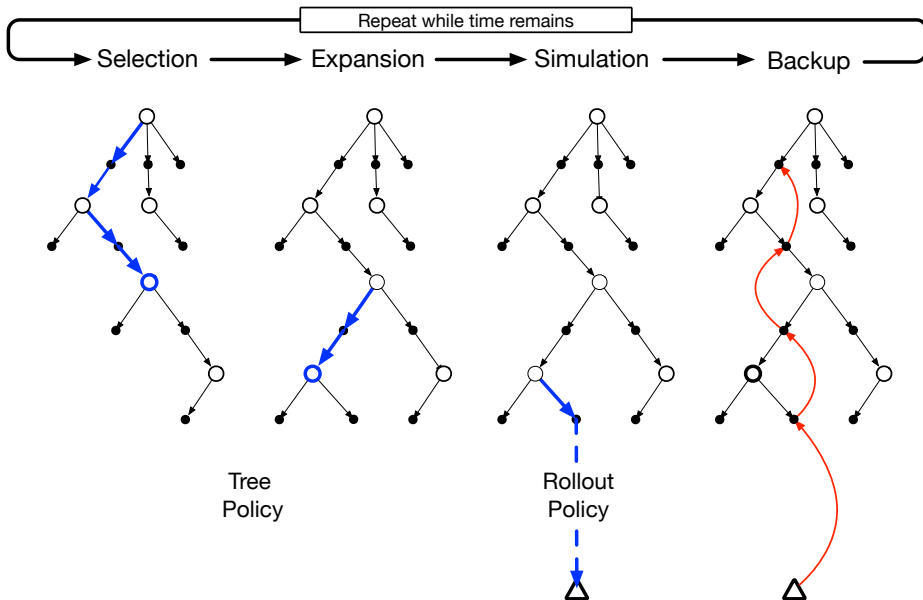 Repeat while time remains
Selection
Expansion
Simulation
Backup
Tree
Policy
Rollout
Policy